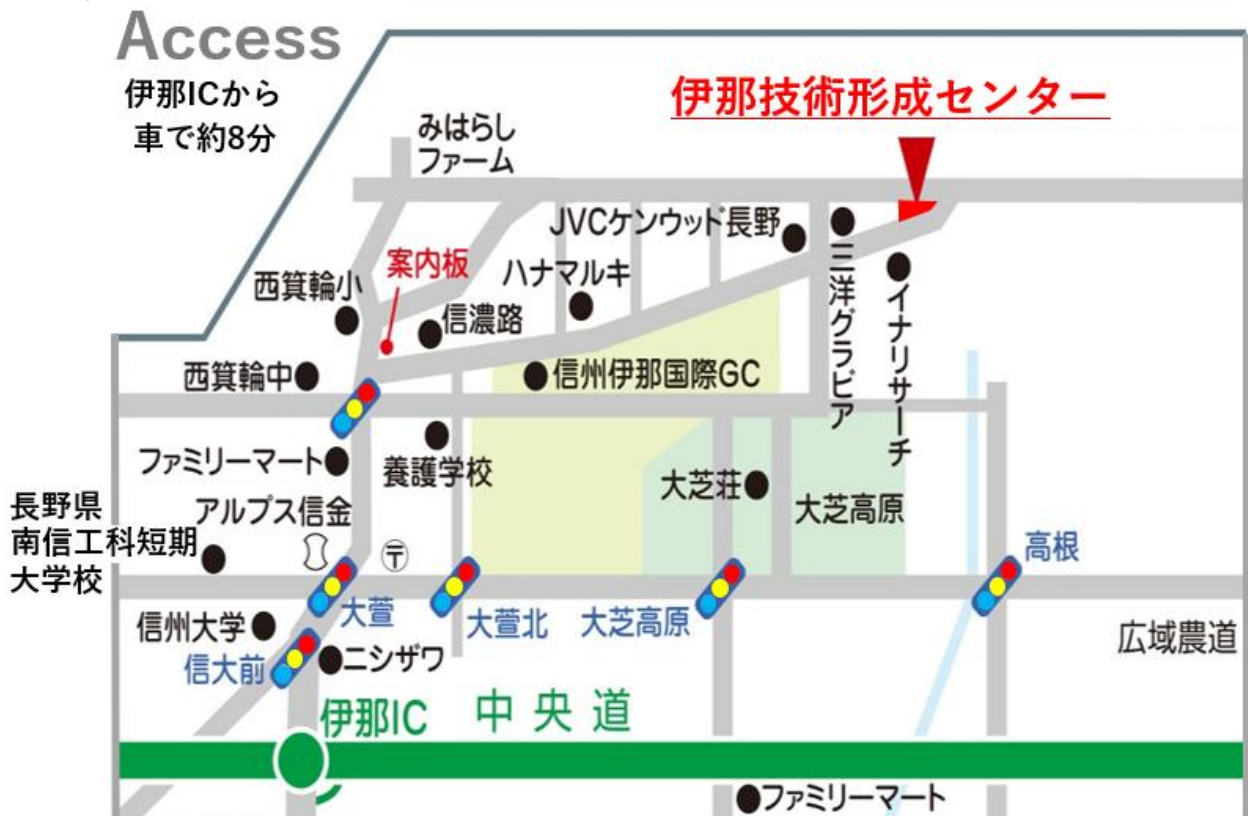 Access
伊那ICから
車で約8分
伊那技術形成センター
みはらし
ファーム
JVCケンウッド長野
三洋グラビア
イナリサーチ
案内板
ハナマルキ
西箕輪小
信濃路
西箕輪中
信州伊那国際GC
ファミリーマート
養護学校
大芝荘
大芝高原
アルプス信金
長野県
南信工科短期
大学校
〒
高根
大萱
大萱北
大芝高原
信州大学
広域農道
信大前
ニシザワ
伊那IC
中央道
ファミリーマート